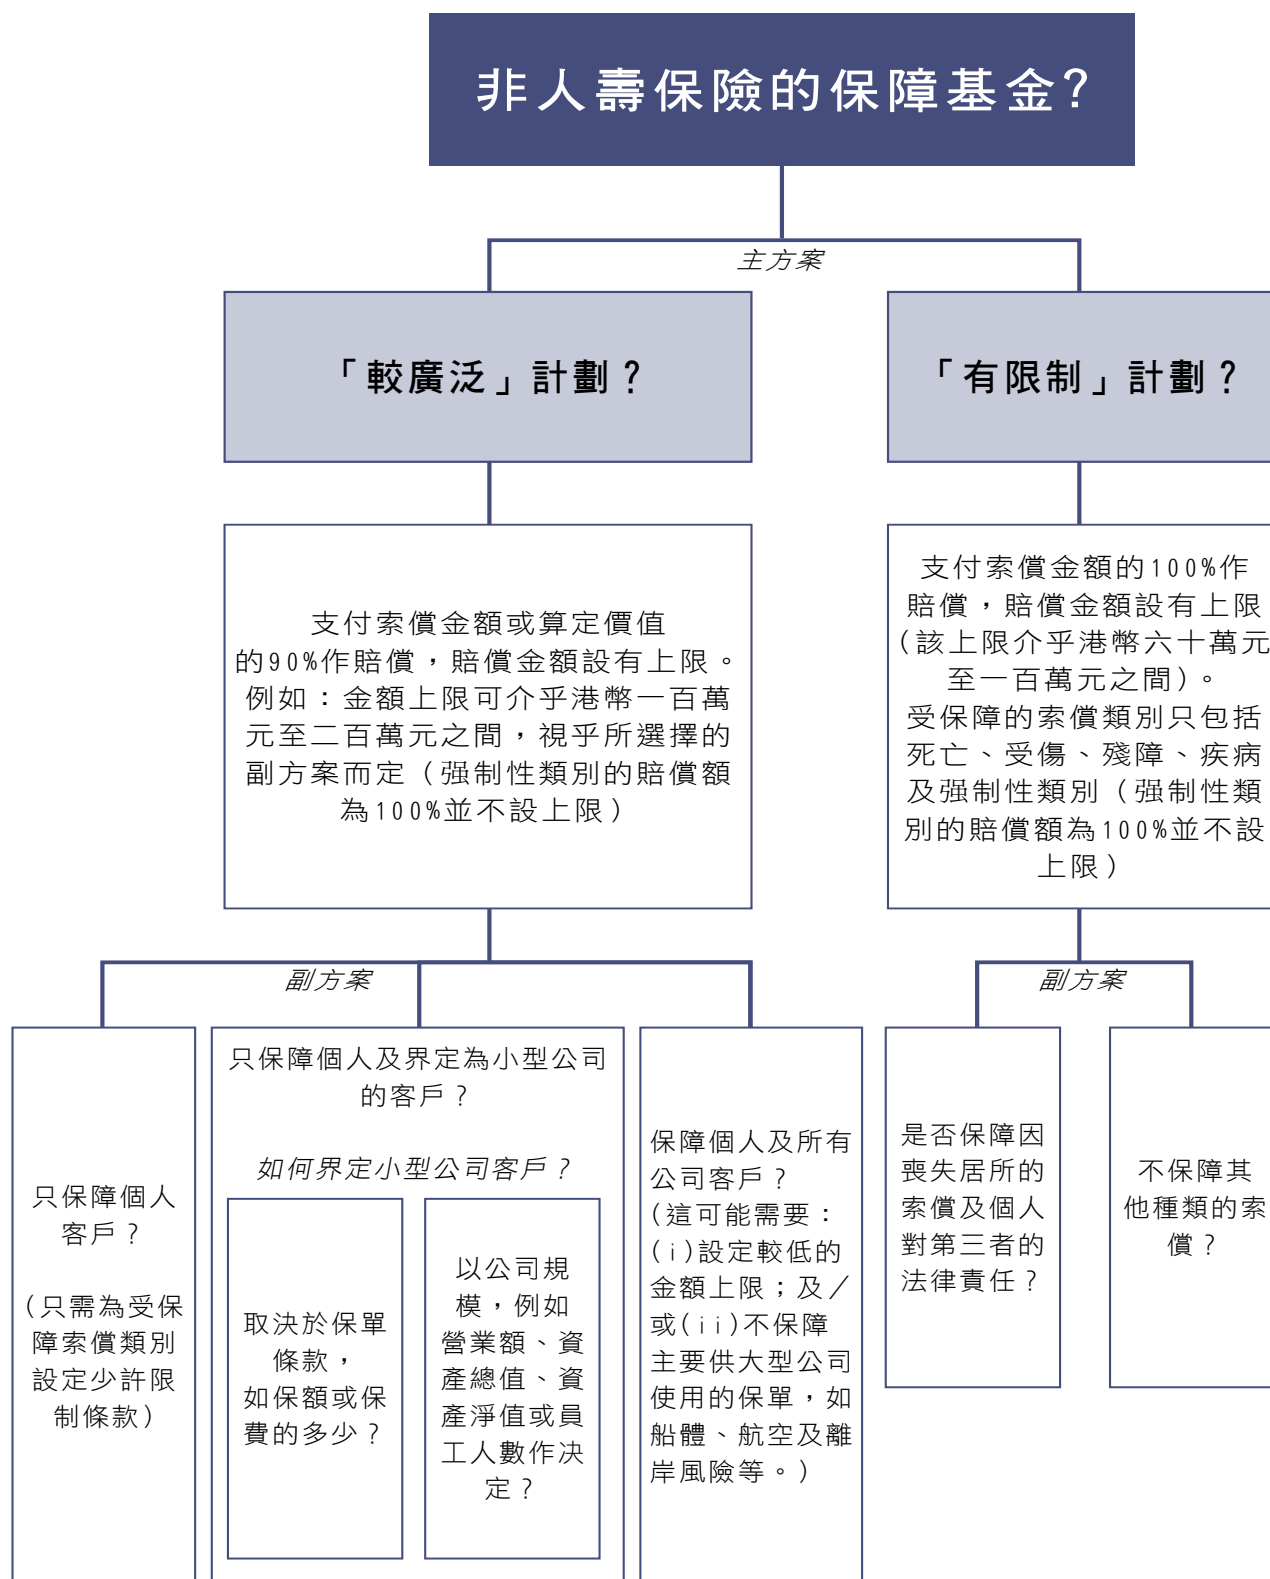 非人壽保險的保障基金?
主方案
「較廣泛」計劃？
「有限制」計劃？
支付索償金額或算定價值
的90%作賠償，賠償金額設有上限。
例如：金額上限可介乎港幣一百萬
元至二百萬元之間，視乎所選擇的
副方案而定（强制性類別的賠償額
為100%並不設上限）
支付索償金額的100%作
賠償，賠償金額設有上限
（該上限介乎港幣六十萬元
至一百萬元之間）。
受保障的索償類別只包括
死亡、受傷、殘障、疾病
及强制性類別（强制性類
別的賠償額為100%並不設
上限）
副方案
副方案
只保障個人
客戶？
（只需為受保
障索償類別
設定少許限
制條款）
只保障個人及界定為小型公司
的客戶？
如何界定小型公司客戶？
取決於保單
條款，
如保額或保
費的多少？
以公司規
模，例如
營業額、資
產總值、資
產淨值或員
工人數作決
定？
保障個人及所有
公司客戶？
（這可能需要：
(i)設定較低的
金額上限；及／
或(ii)不保障
主要供大型公司
使用的保單，如
船體、航空及離
岸風險等。）
是否保障因
喪失居所的
索償及個人
對第三者的
法律責任？
不保障其
他種類的索
償？